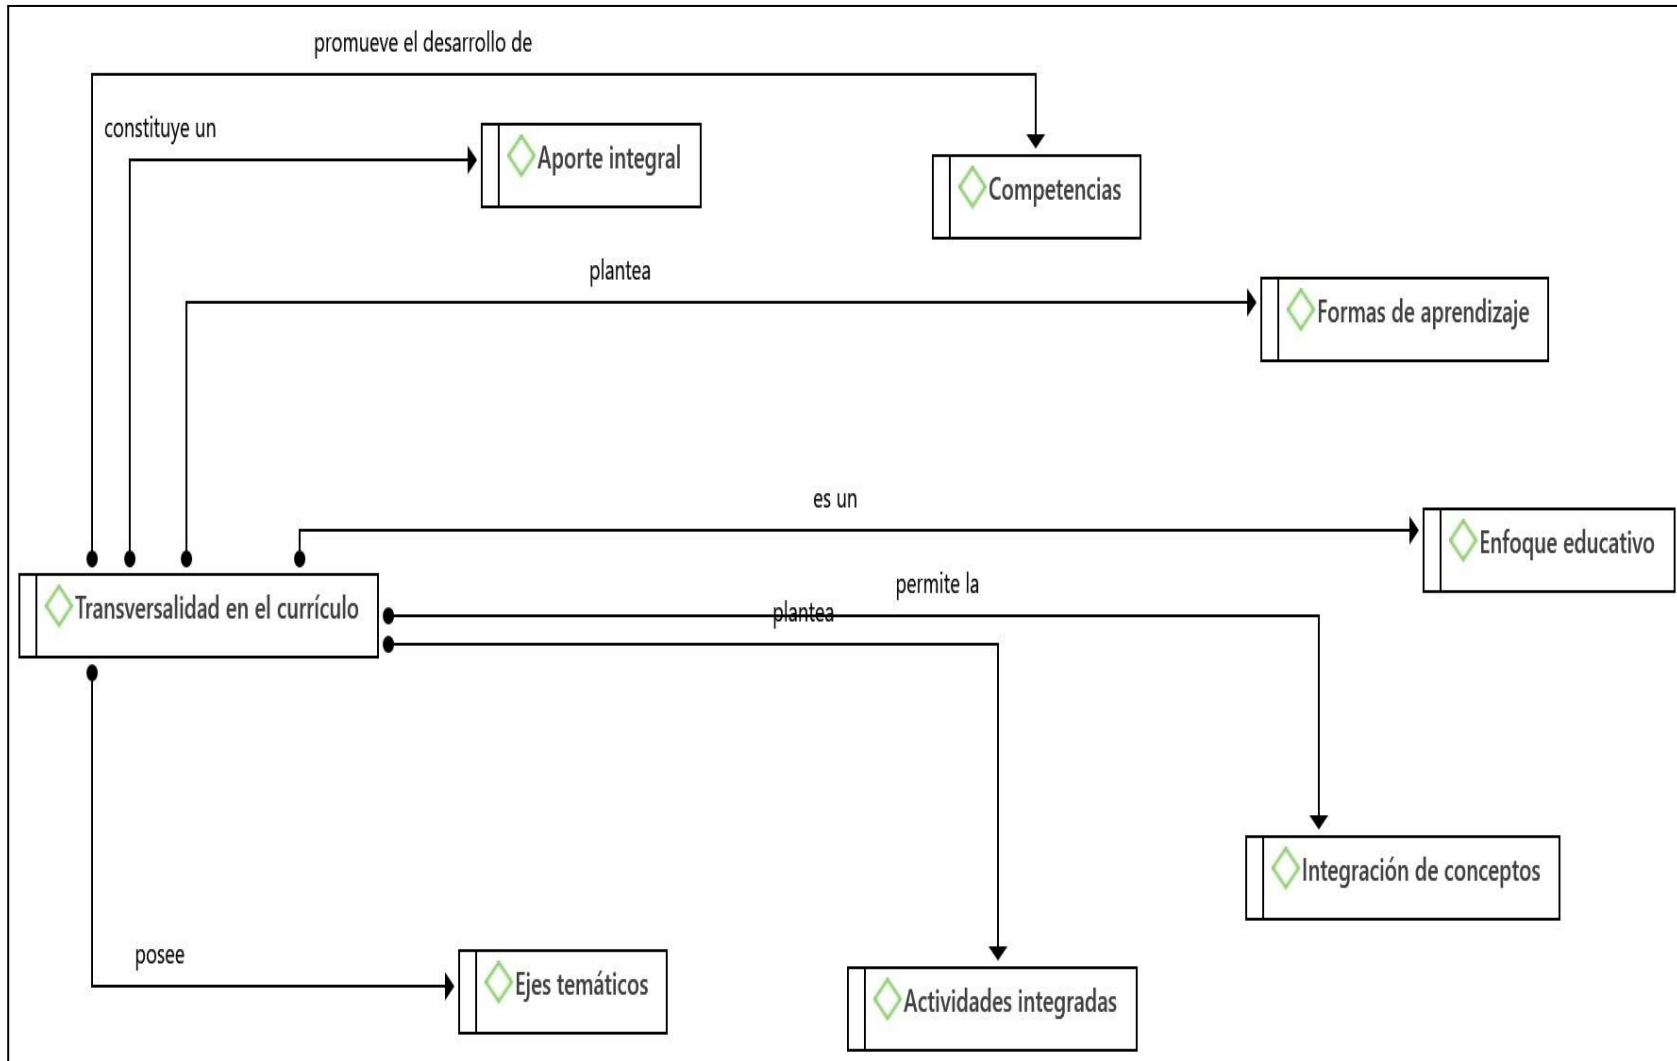 promueve el desarrollo de
constituye un
Aporte integral
Competencias
plantea
Formas de aprendizaje
es un
Enfoque educativo
permite la
Transversalidad en el currículo
plantea
Integración de conceptos
posee
Ejes temáticos
Actividades integradas